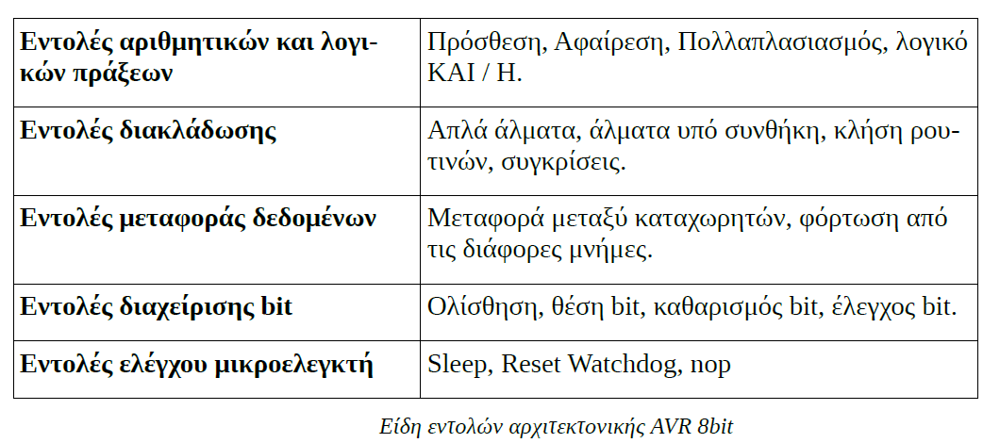 Εντολές αριθμητικών και λογι-
κών πράξεων
Πρόσθεση, Αφαίρεση, Πολλαπλασιασμός, λογικό
ΚΑΙ / Η.
Εντολές διακλάδωσης
Απλά άλματα, άλματα υπό συνθήκη, κλήση ρου-
τινών, συγκρίσεις.
Εντολές μεταφοράς δεδομένων
Μεταφορά μεταξύ καταχωρητών, φόρτωση από
τις διάφορες μνήμες.
Εντολές διαχείρισης bit
Ολίσθηση, θέση bit, καθαρισμός bit, έλεγχος bit.
Εντολές ελέγχου μικροελεγκτή
Sleep, Reset Watchdog, nop
Είδη εντολών αρχιτεκτονικής AVR 8bit